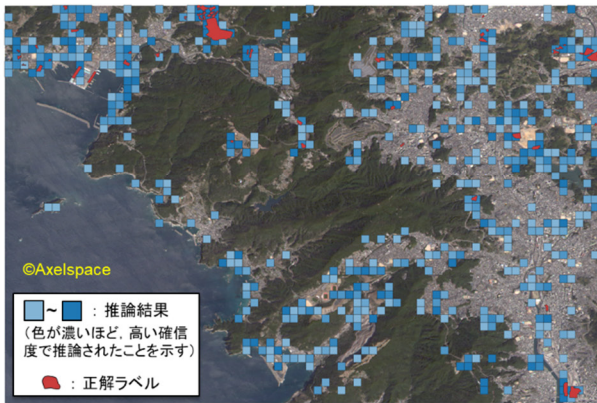 ©Axelspace
~ : 推論結果
(色が濃いほど, 高い確信
度で推論されたことを示す)
: 正解ラベル